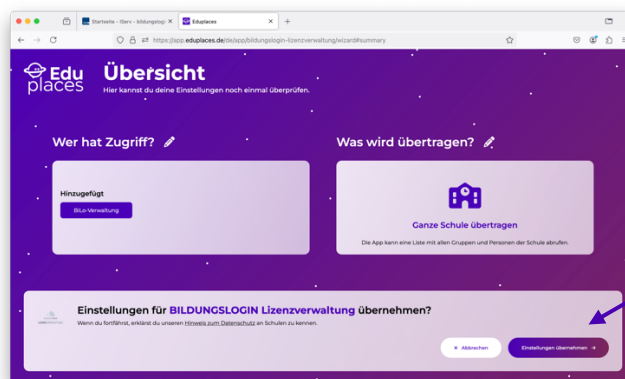 Startseite - IServ - bildungslogi
Eduplaces
https://app.eduplaces.de/de/app/bildungslogin-lizenzverwaltung/wizard#summary
Edu
places
Übersicht
Hier kannst du deine Einstellungen noch einmal überprüfen.
Wer hat Zugriff?
Was wird übertragen?
Hinzugefügt
BiLo-Verwaltung
Ganze Schule übertragen
Die App kann eine Liste mit allen Gruppen und Personen der Schule abrufen.
Einstellungen für BILDUNGSLOGIN Lizenzverwaltung übernehmen?
Wenn du fortfährst, erklärst du unseren Hinweis zum Datenschutz an Schulen zu kennen.
Abbrechen
Einstellungen übernehmen